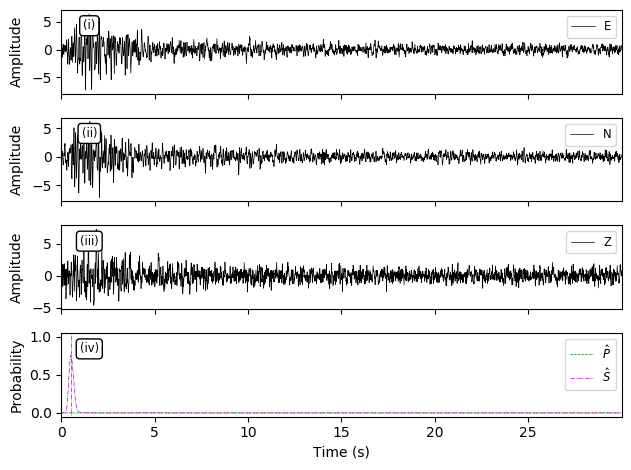 5
0
−5
Amplitude
(i)
E
5
0
−5
Amplitude
(ii)
N
5
0
−5
Amplitude
(iii)
Z
1.0
0.5
0.0
Probability
(iv)
P̂
Ŝ
0 5 10 15 20 25
Time (s)